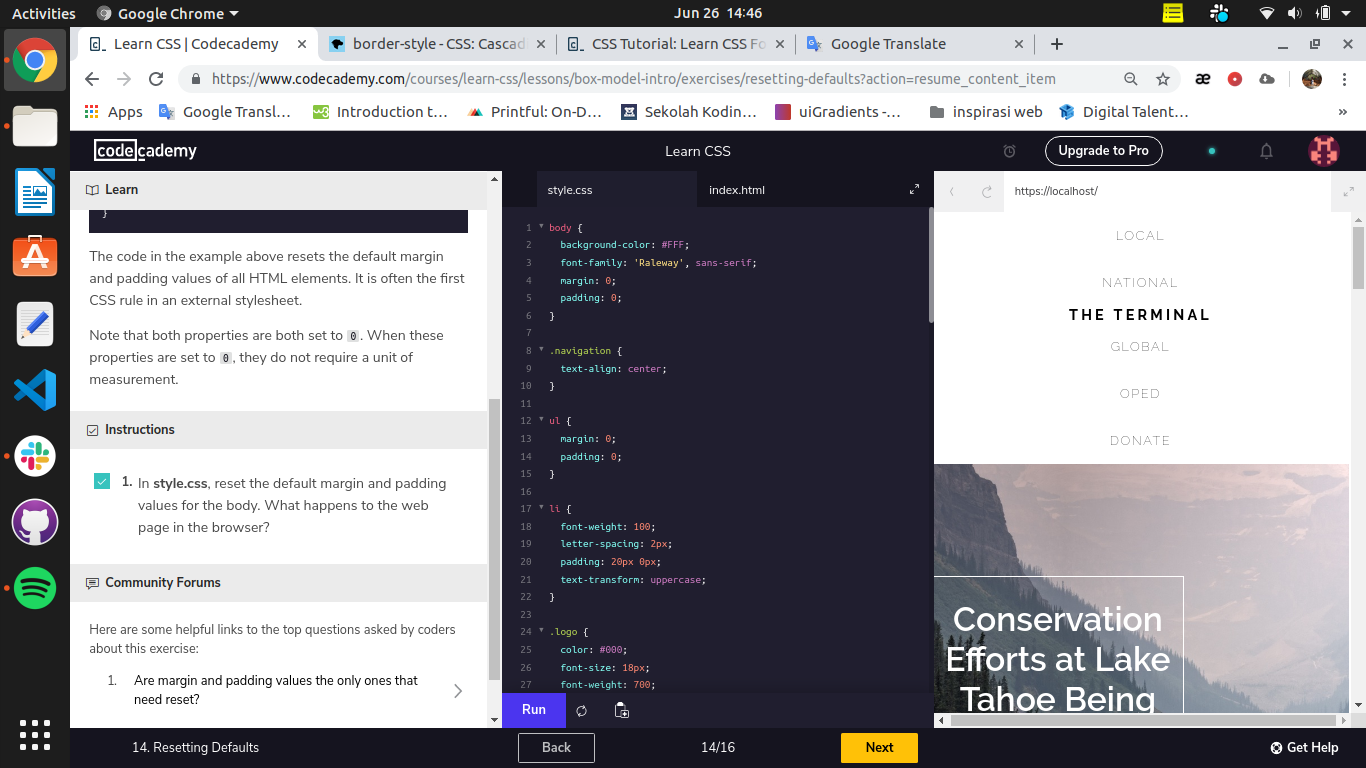 Activities
Google Chrome
Jun 26 14:46
Learn CSS | Codecademy
border-style - CSS: Cascad
CSS Tutorial: Learn CSS Fo
Google Translate
https://www.codecademy.com/courses/learn-css/lessons/box-model-intro/exercises/resetting-defaults?action=resume_content_item
Apps
Google Transl…
Introduction t…
Printful: On-D…
Sekolah Kodin…
uiGradients -…
inspirasi web
Digital Talent…
»
codecademy
Learn CSS
Upgrade to Pro
Learn
}
The code in the example above resets the default margin
and padding values of all HTML elements. It is often the first
CSS rule in an external stylesheet.
Note that both properties are both set to 0. When these
properties are set to 0, they do not require a unit of
measurement.
Instructions
1. In style.css, reset the default margin and padding
values for the body. What happens to the web
page in the browser?
Community Forums
Here are some helpful links to the top questions asked by coders
about this exercise:
1. Are margin and padding values the only ones that
need reset?
style.css
index.html
1 body {
2 background-color: #FFF;
3 font-family: 'Raleway', sans-serif;
4 margin: 0;
5 padding: 0;
6 }
7
8 .navigation {
9 text-align: center;
10 }
11
12 ul {
13 margin: 0;
14 padding: 0;
15 }
16
17 li {
18 font-weight: 100;
19 letter-spacing: 2px;
20 padding: 20px 0px;
21 text-transform: uppercase;
22 }
23
24 .logo {
25 color: #000;
26 font-size: 18px;
27 font-weight: 700;
Run
https://localhost/
LOCAL
NATIONAL
THE TERMINAL
GLOBAL
OPED
DONATE
Conservation
Efforts at Lake
Tahoe Being
14. Resetting Defaults
Back
14/16
Next
Get Help